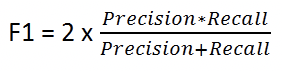 F1 = 2 x Precision*Recall / Precision+Recall